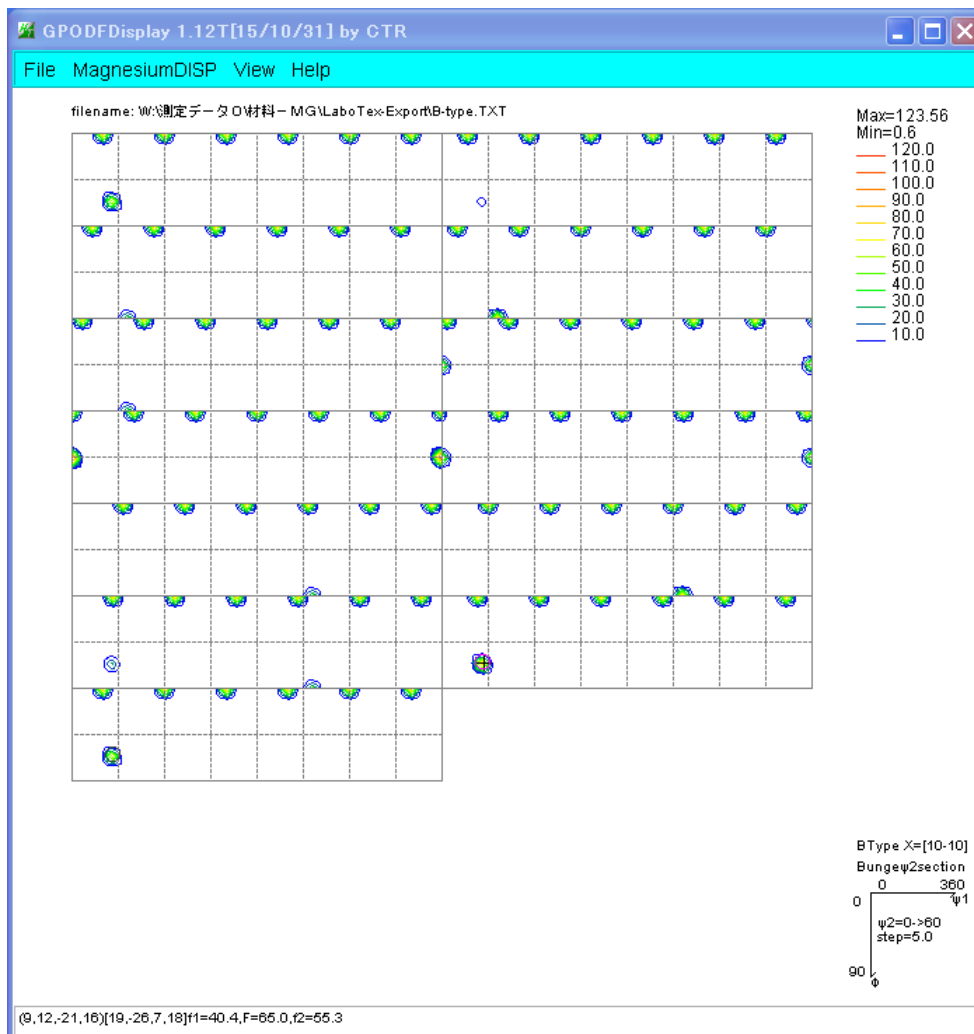 GPODFDisplay 1.12T[15/10/31] by CTR
File MagnesiumDISP View Help
filename: W:\測定データO\材料－MG\LaboTex-Export\B-type.TXT
Max=123.56
Min=0.6
120.0
110.0
100.0
90.0
80.0
70.0
60.0
50.0
40.0
30.0
20.0
10.0
BType X=[10-10]
Bungeψ2section
0 360
0 ψ1
ψ2=0->60
step=5.0
90
Φ
(9,12,-21,16)[19,-26,7,18]f1=40.4,F=65.0,f2=55.3